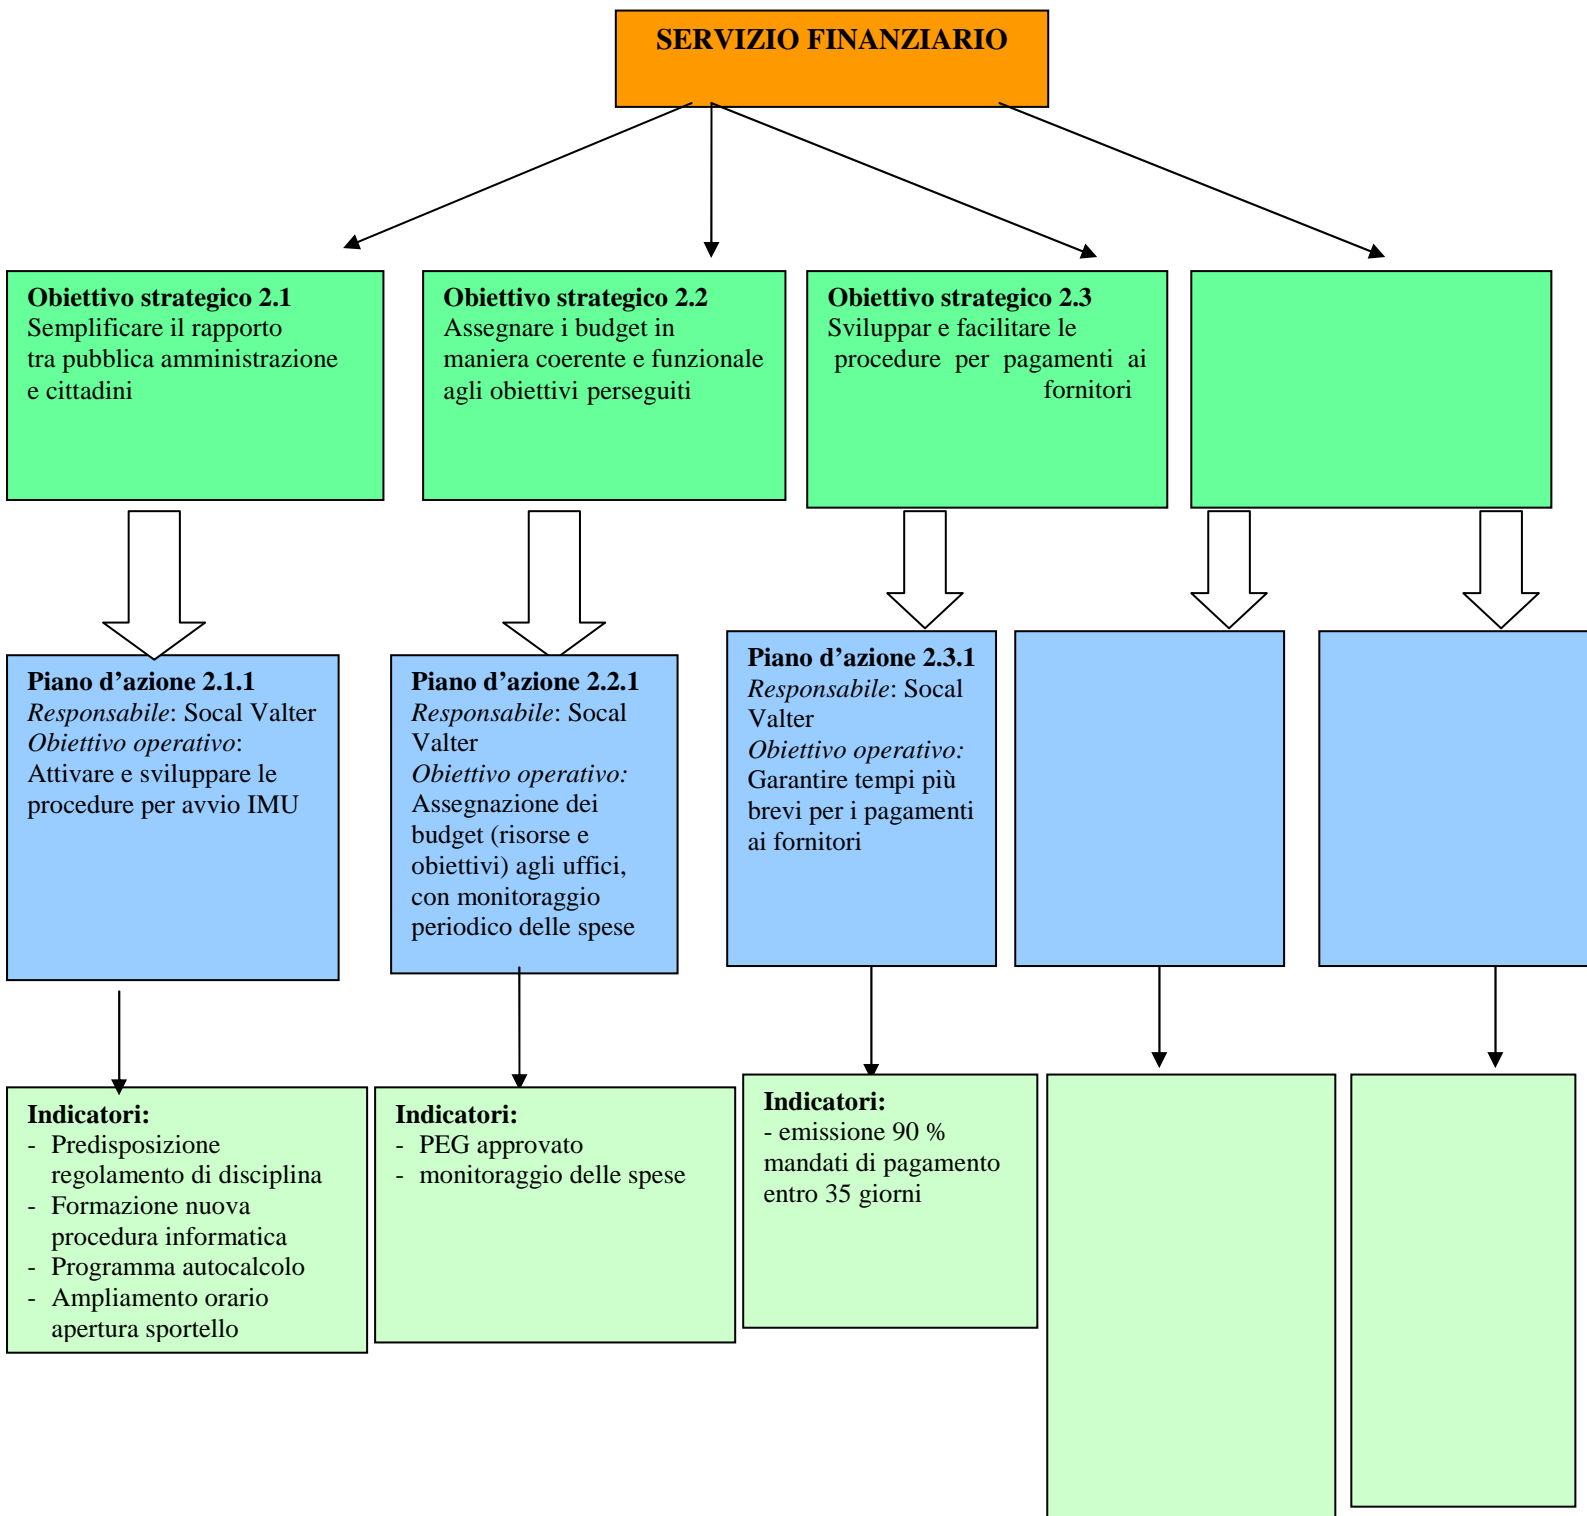 SERVIZIO FINANZIARIO
Obiettivo strategico 2.1
Semplificare il rapporto
tra pubblica amministrazione
e cittadini
Obiettivo strategico 2.2
Assegnare i budget in
maniera coerente e funzionale
agli obiettivi perseguiti
Obiettivo strategico 2.3
Sviluppar e facilitare le
procedure per pagamenti ai
fornitori
Piano d’azione 2.1.1
Responsabile: Socal Valter
Obiettivo operativo:
Attivare e sviluppare le
procedure per avvio IMU
Piano d’azione 2.2.1
Responsabile: Socal
Valter
Obiettivo operativo:
Assegnazione dei
budget (risorse e
obiettivi) agli uffici,
con monitoraggio
periodico delle spese
Piano d’azione 2.3.1
Responsabile: Socal
Valter
Obiettivo operativo:
Garantire tempi più
brevi per i pagamenti
ai fornitori
Indicatori:
- Predisposizione
regolamento di disciplina
- Formazione nuova
procedura informatica
- Programma autocalcolo
- Ampliamento orario
apertura sportello
Indicatori:
- PEG approvato
- monitoraggio delle spese
Indicatori:
- emissione 90 %
mandati di pagamento
entro 35 giorni